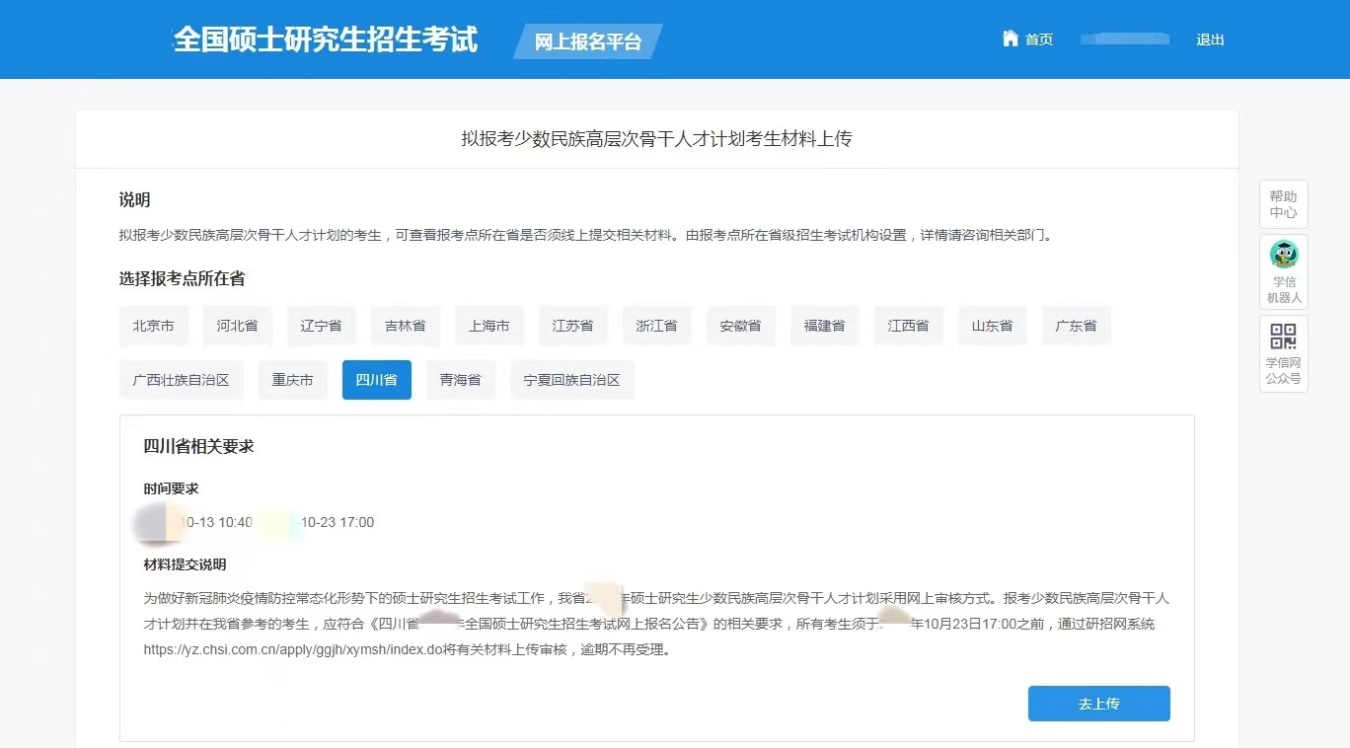 全国硕士研究生招生考试
网上报名平台
首页
退出
拟报考少数民族高层次骨干人才计划考生材料上传
说明
拟报考少数民族高层次骨干人才计划的考生，可查看报考点所在省是否须线上提交相关材料。由报考点所在省级招生考试机构设置，详情请咨询相关部门。
选择报考点所在省
北京市 河北省 辽宁省 吉林省 上海市 江苏省 浙江省 安徽省 福建省 江西省 山东省 广东省
广西壮族自治区 重庆市 四川省 青海省 宁夏回族自治区
四川省相关要求
时间要求
10-13 10:40 -10-23 17:00
材料提交说明
为做好新冠肺炎疫情防控常态化形势下的硕士研究生招生考试工作，我省2 年硕士研究生少数民族高层次骨干人才计划采用网上审核方式。报考少数民族高层次骨干人
才计划并在我省参考的考生，应符合《四川省 年全国硕士研究生招生考试网上报名公告》的相关要求，所有考生须于 年10月23日17:00之前，通过研招网系统
https://yz.chsi.com.cn/apply/ggjh/xymsh/index.do将有关材料上传审核，逾期不再受理。
去上传
帮助
中心
学信
机器人
学信网
公众号